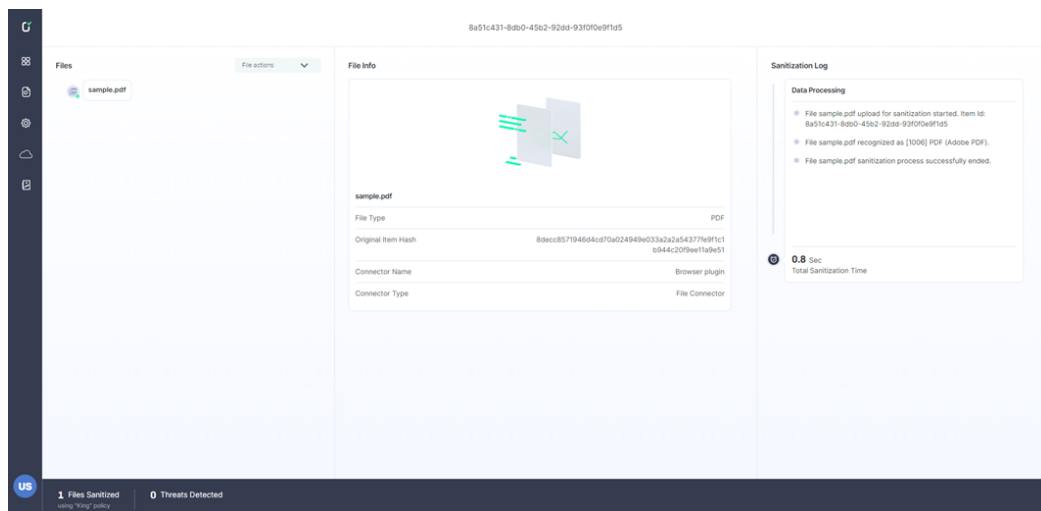 8a51c431-8db0-45b2-92dd-93f0f0e9f1d5
Files
File actions
sample.pdf
File Info
sample.pdf
File Type PDF
Original Item Hash 8decc8571946d4cd70a024949e033a2a2a54377fe9f1c1
b944c20f9ee11a9e51
Connector Name Browser plugin
Connector Type File Connector
Sanitization Log
Data Processing
File sample.pdf upload for sanitization started. Item Id:
8a51c431-8db0-45b2-92dd-93f0f0e9f1d5
File sample.pdf recognized as [1006] PDF (Adobe PDF).
File sample.pdf sanitization process successfully ended.
0.8 Sec
Total Sanitization Time
US
1 Files Sanitized
using "King" policy
0 Threats Detected